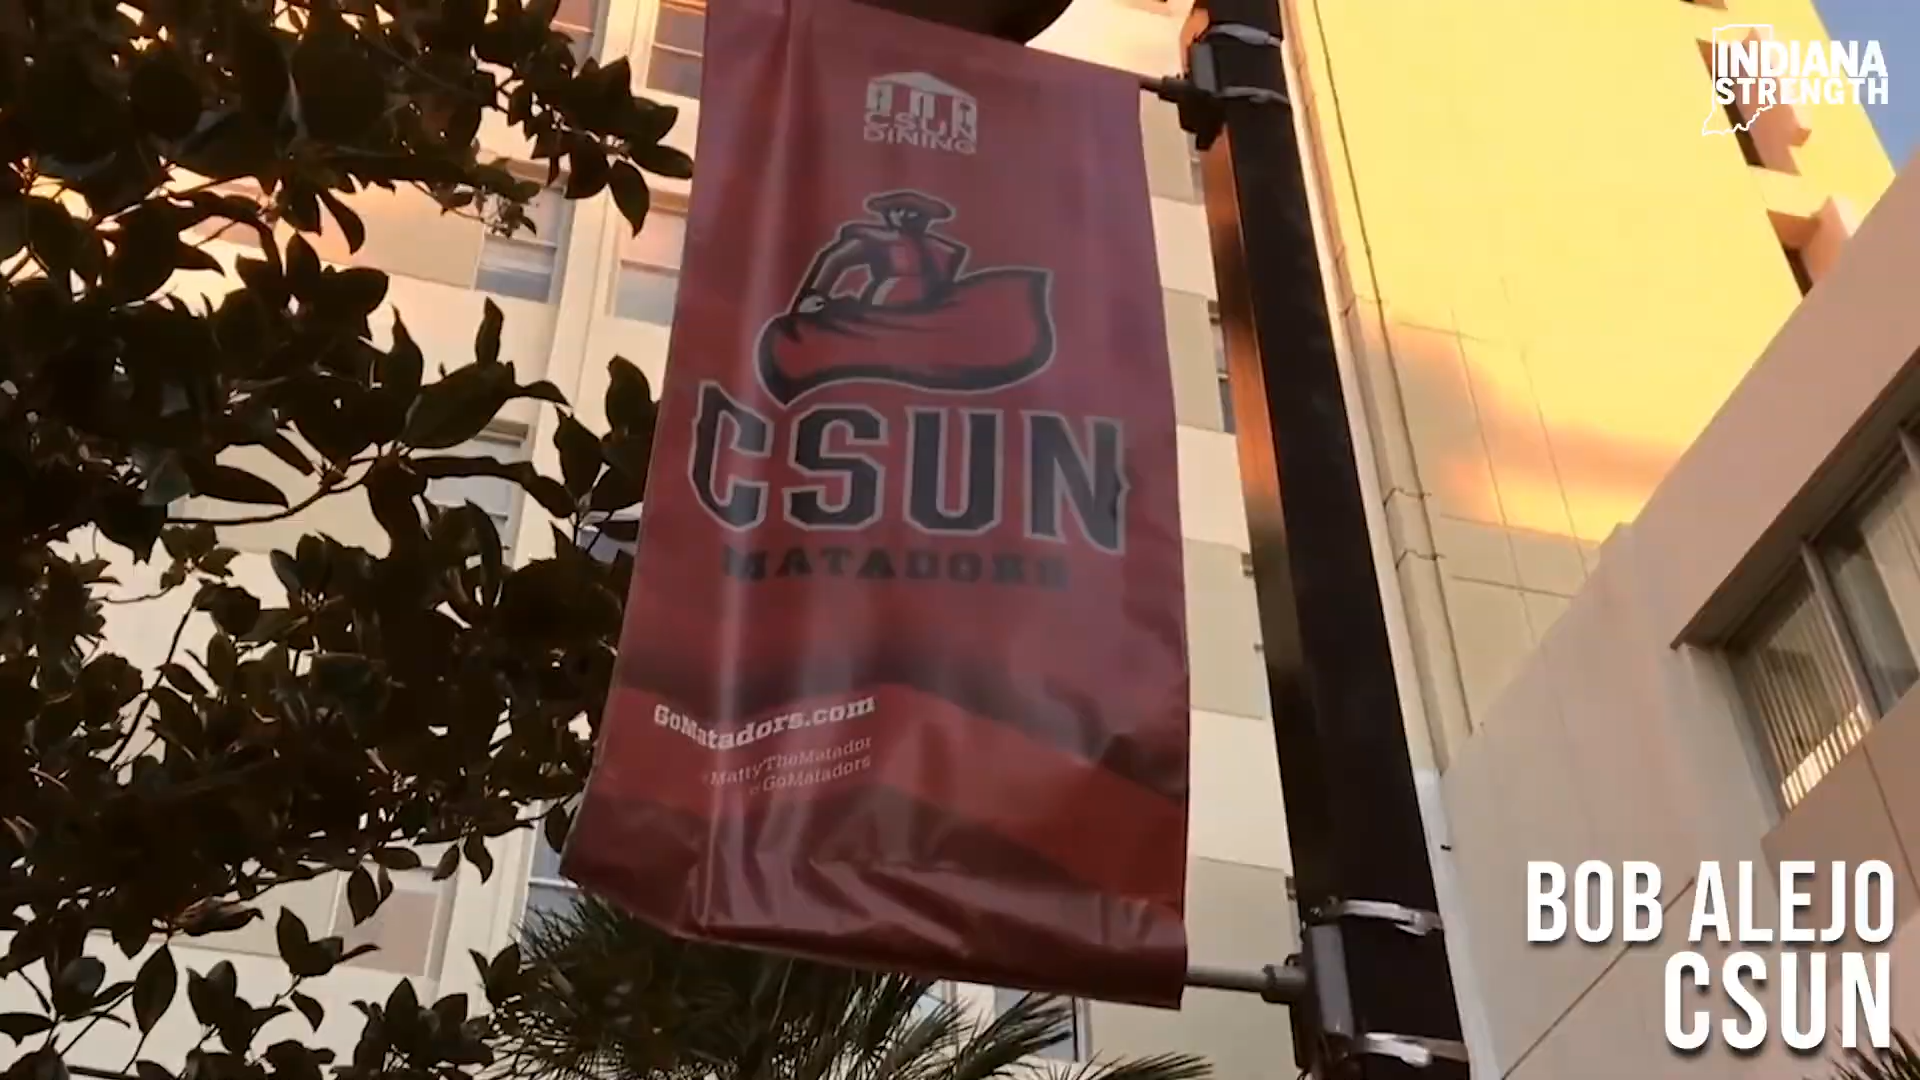 INDIANA
STRENGTH
CSUN
DINING
CSUN
MATADORS
GoMatadors.com
#MattyTheMatador
@GoMatadors
BOB ALEJO
CSUN